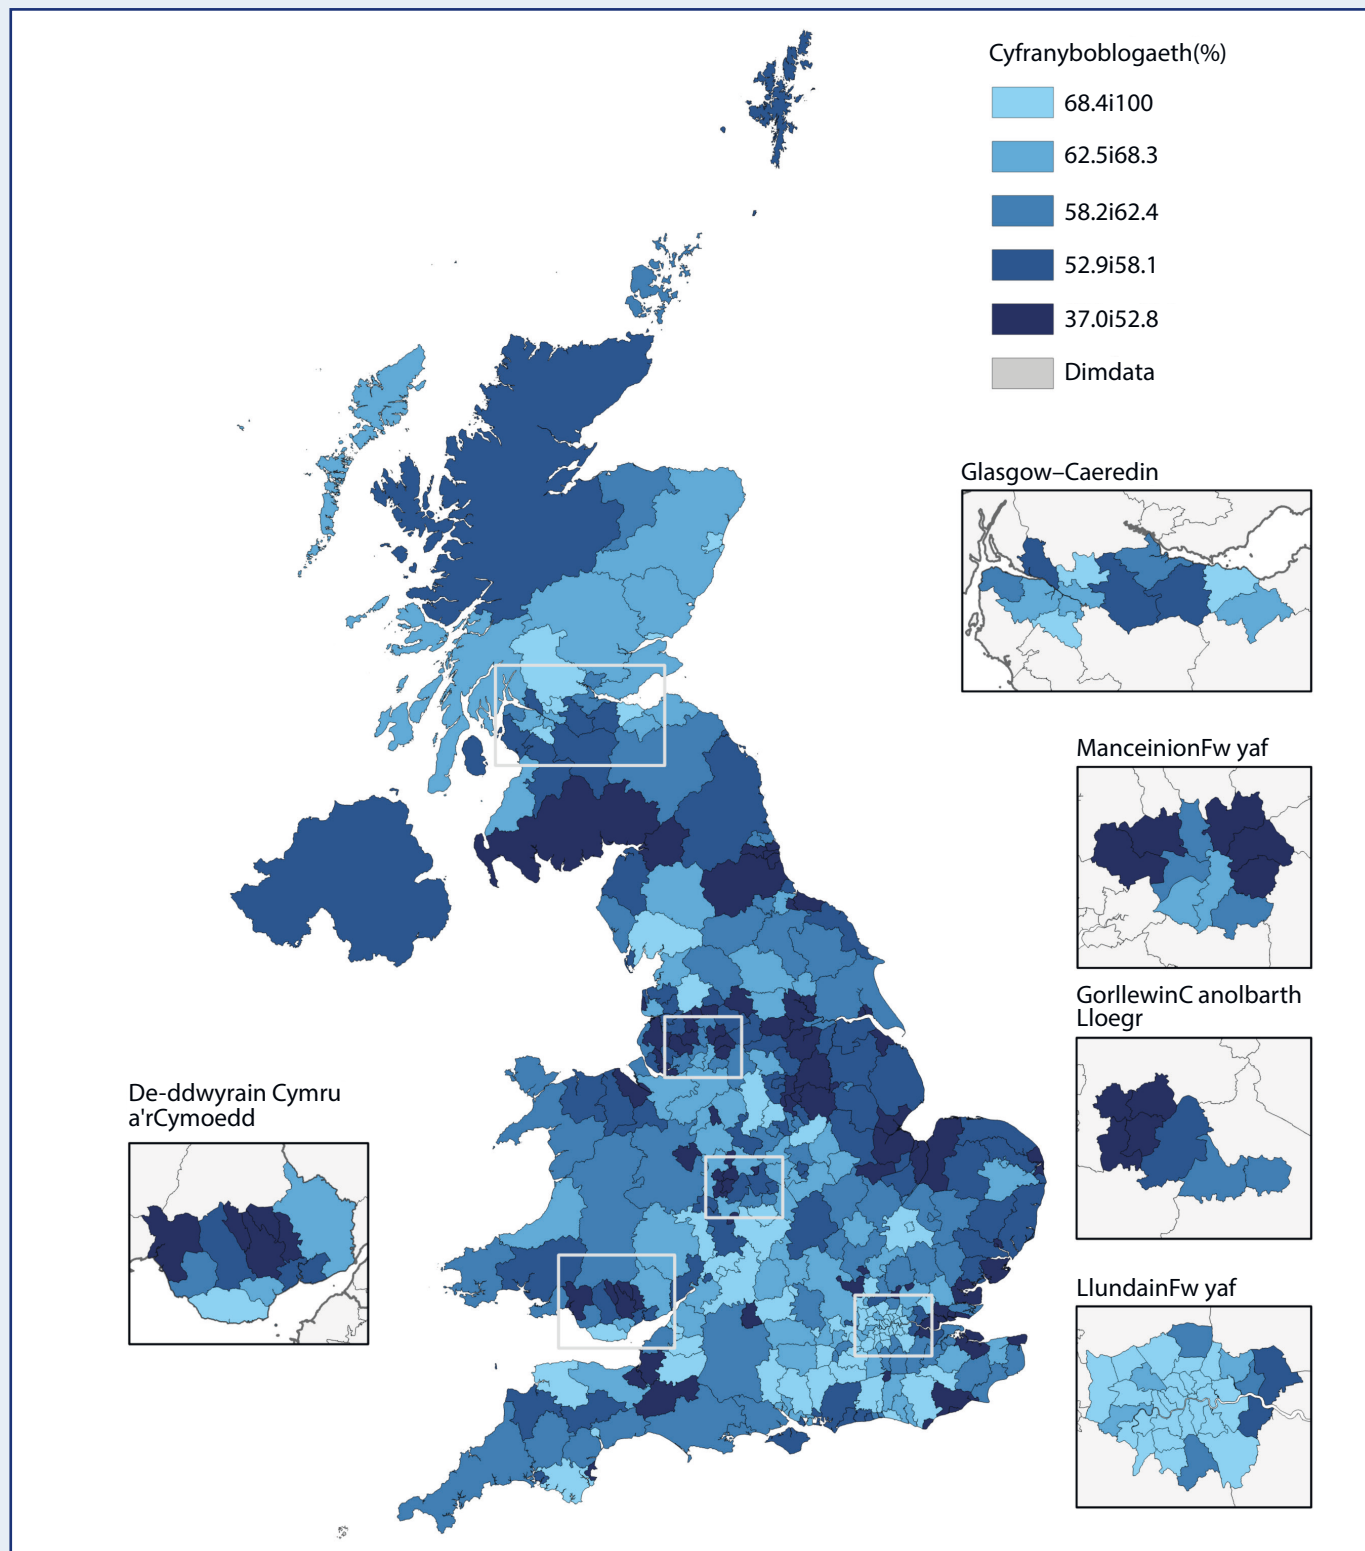 Cyfranyboblogaeth(%)
68.4i100
62.5i68.3
58.2i62.4
52.9i58.1
37.0i52.8
Dimdata
Glasgow–Caeredin
ManceinionFw yaf
GorllewinC anolbarth
Lloegr
De-ddwyrain Cymru
a'rCymoedd
LlundainFw yaf